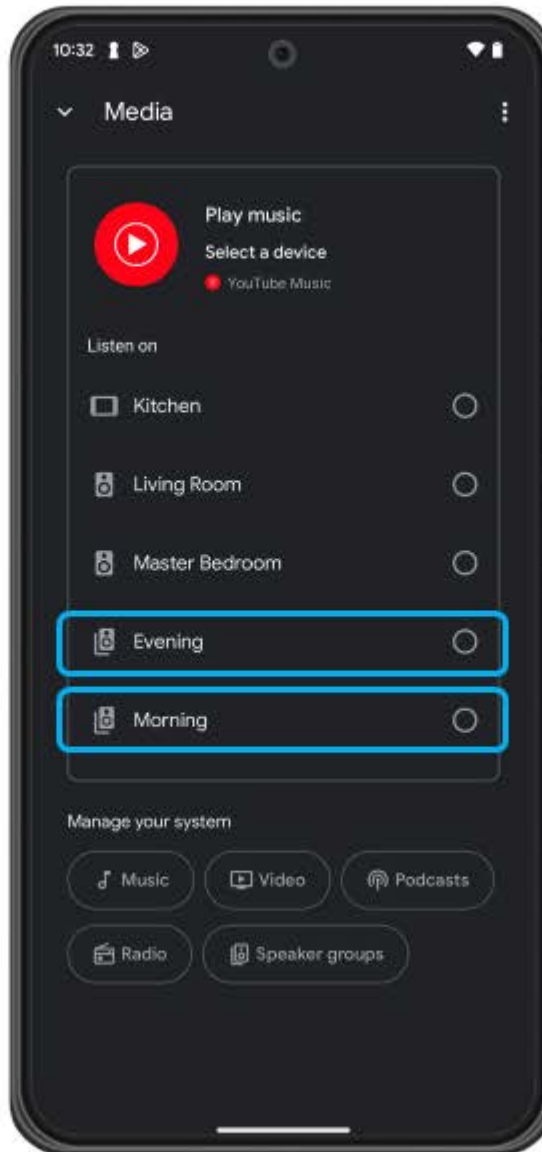 10:32
Media
Play music
Select a device
YouTube Music
Listen on
Kitchen
Living Room
Master Bedroom
Evening
Morning
Manage your system
Music Video Podcasts
Radio Speaker groups